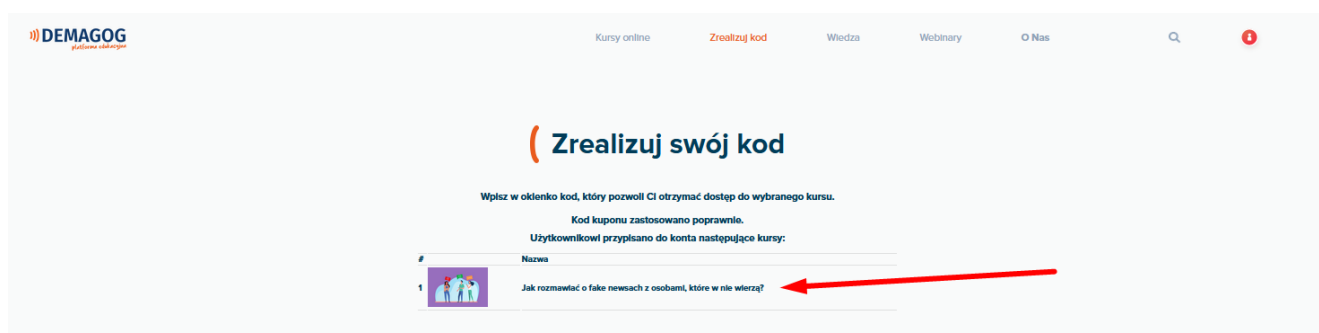 DEMAGOG
platforma edukacyjna
Kursy online Zrealizuj kod Wiedza Webinary O Nas
Zrealizuj swój kod
Wpisz w okienko kod, który pozwoli Ci otrzymać dostęp do wybranego kursu.
Kod kuponu zastosowano poprawnie.
Użytkownikowi przypisano do konta następujące kursy:
# Nazwa
1 Jak rozmawiać o fake newsach z osobami, które w nie wierzą?